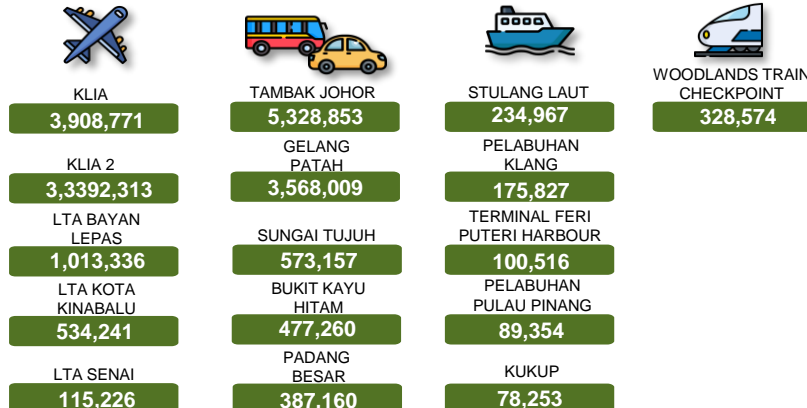 KLIA
3,908,771
KLIA 2
3,3392,313
LTA BAYAN
LEPAS
1,013,336
LTA KOTA
KINABALU
534,241
LTA SENAI
115,226
TAMBAK JOHOR
5,328,853
GELANG
PATAH
3,568,009
SUNGAI TUJUH
573,157
BUKIT KAYU
HITAM
477,260
PADANG
BESAR
387,160
STULANG LAUT
234,967
PELABUHAN
KLANG
175,827
TERMINAL FERI
PUTERI HARBOUR
100,516
PELABUHAN
PULAU PINANG
89,354
KUKUP
78,253
WOODLANDS TRAIN
CHECKPOINT
328,574